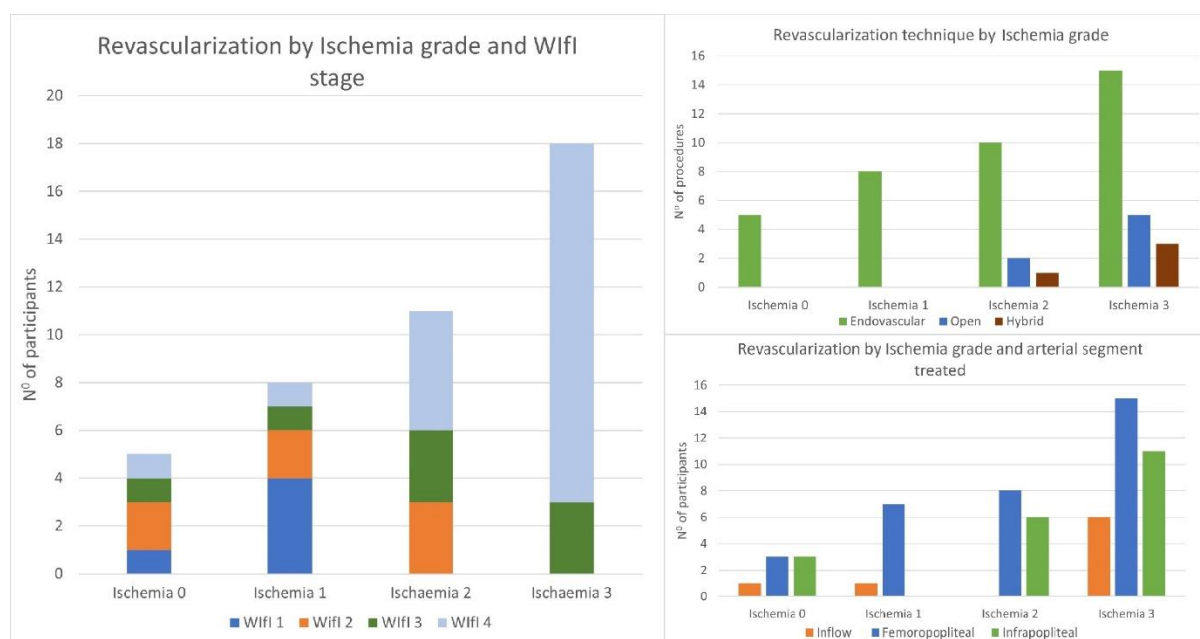 Revascularization by Ischemia grade and WIfI
stage
20
18
16
14
12
10
8
6
4
2
0
N⁰ of participants
Ischemia 0 Ischemia 1 Ischaemia 2 Ischaemia 3
WIfI 1 WIfI 2 WIfI 3 WIfI 4
Revascularization technique by Ischemia grade
16
14
12
10
8
6
4
2
0
N⁰ of procedures
Ischemia 0 Ischemia 1 Ischemia 2 Ischemia 3
Endovascular Open Hybrid
Revascularization by Ischemia grade and arterial segment
treated
16
14
12
10
8
6
4
2
0
N⁰ of participants
Ischemia 0 Ischemia 1 Ischemia 2 Ischemia 3
Inflow Femoropopliteal Infrapopliteal